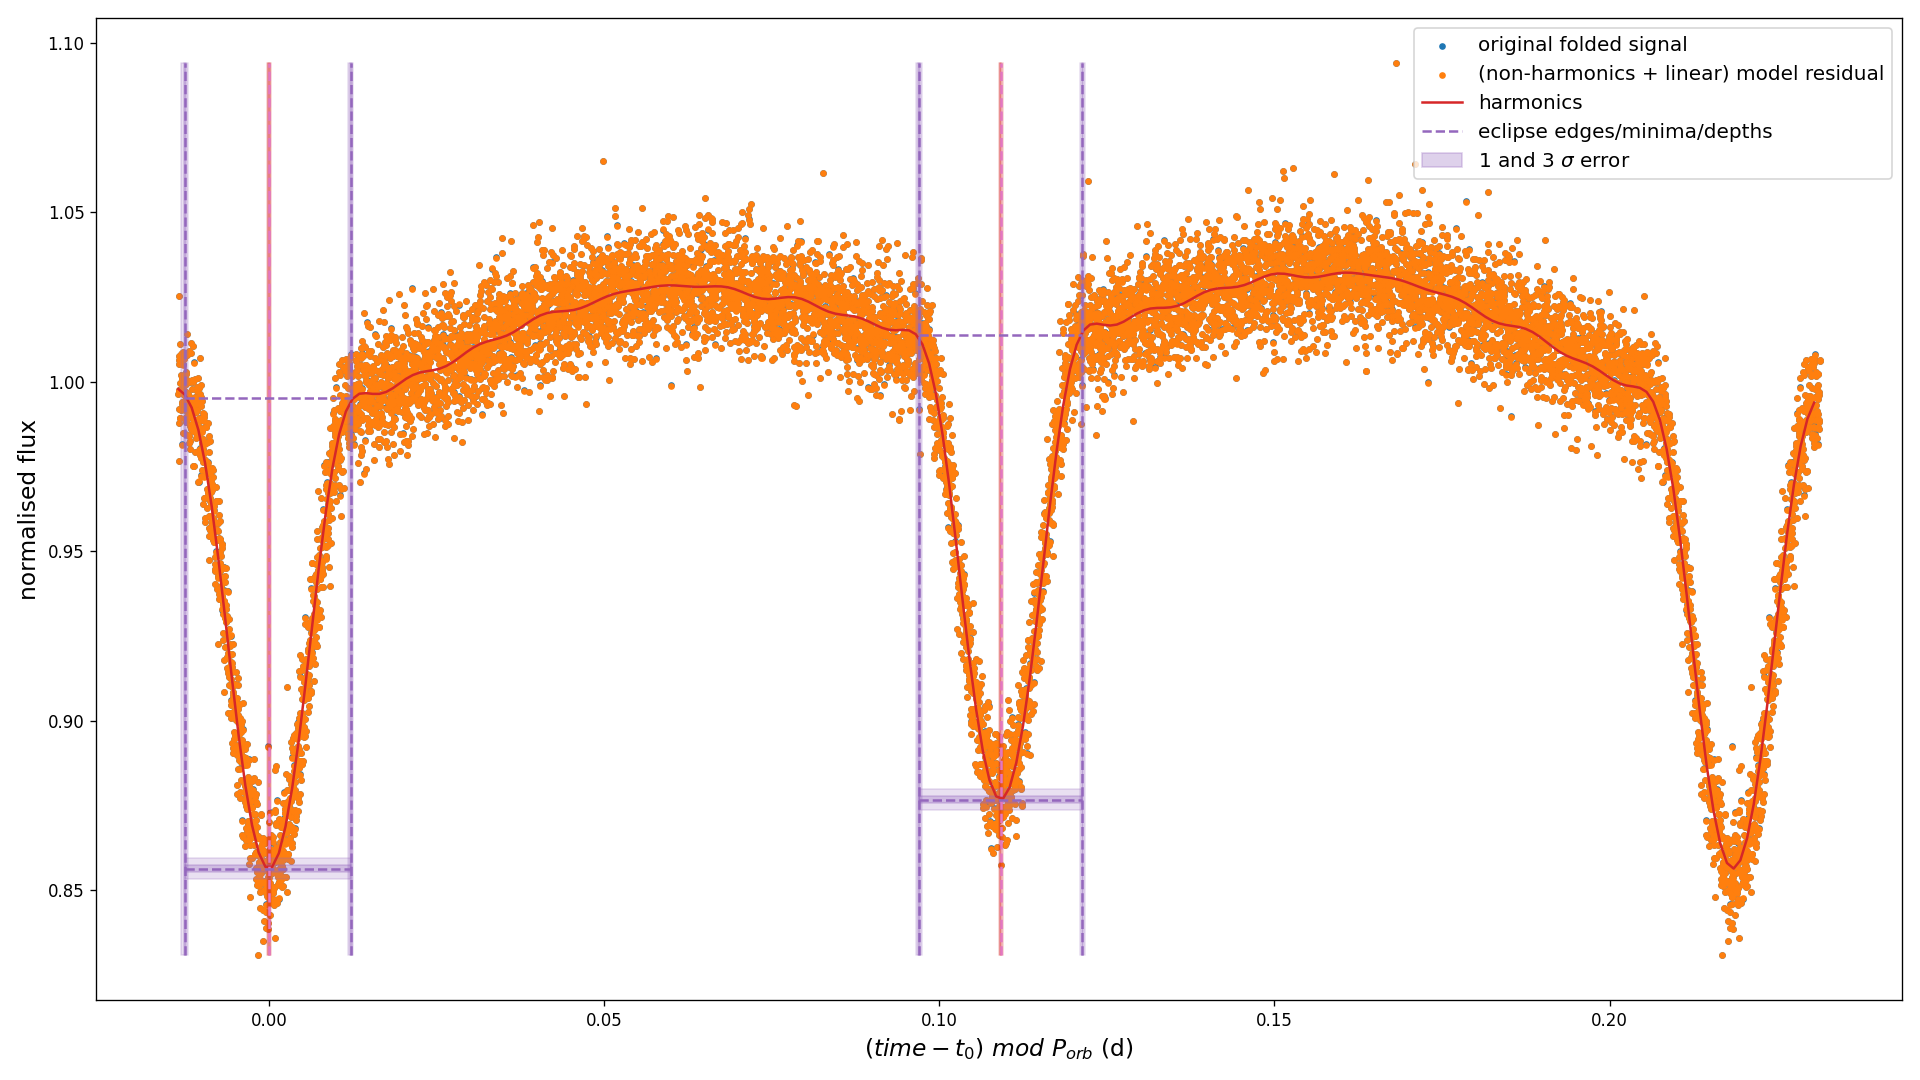 original folded signal
(non-harmonics + linear) model residual
harmonics
eclipse edges/minima/depths
1 and 3 σ error
normalised flux
1.10
1.05
1.00
0.95
0.90
0.85
0.00 0.05 0.10 0.15 0.20
(time − t₀) mod Pₒᵣᵦ (d)